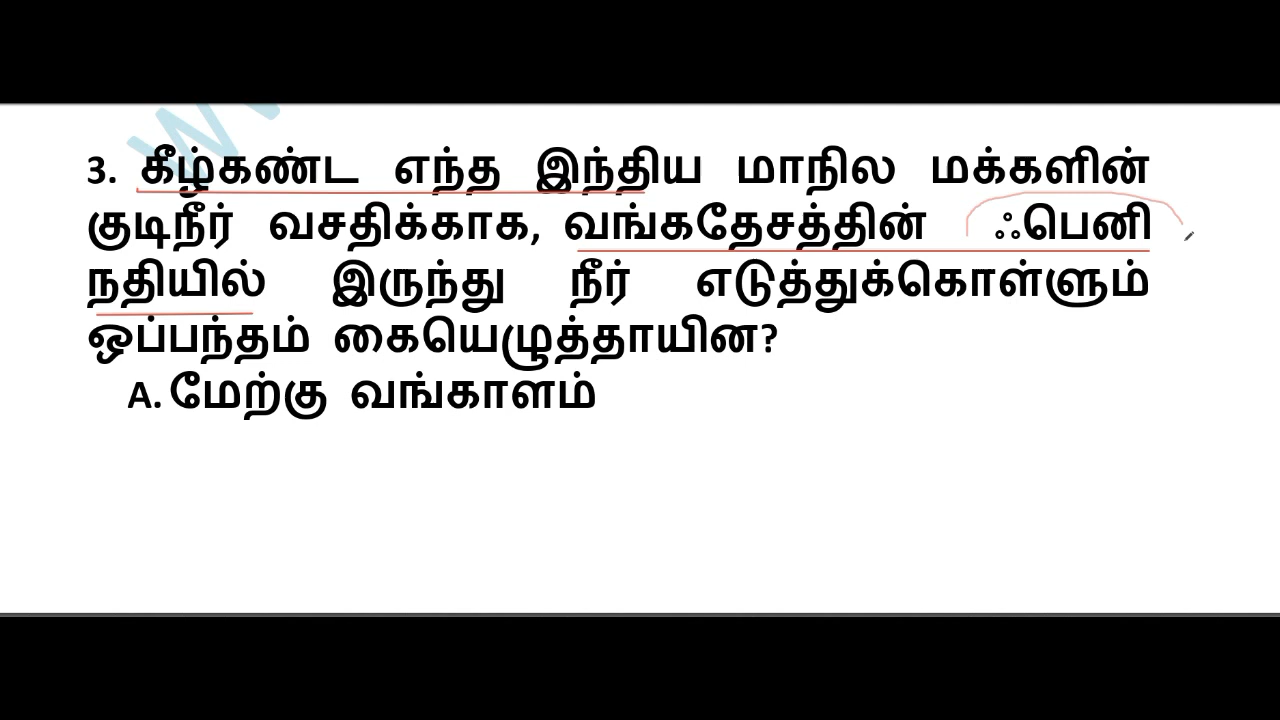 3. கீழ்கண்ட எந்த இந்திய மாநில மக்களின்
குடிநீர் வசதிக்காக, வங்கதேசத்தின் ஃபெனி
நதியில் இருந்து நீர் எடுத்துக்கொள்ளும்
ஒப்பந்தம் கையெழுத்தாயின?
A. மேற்கு வங்காளம்